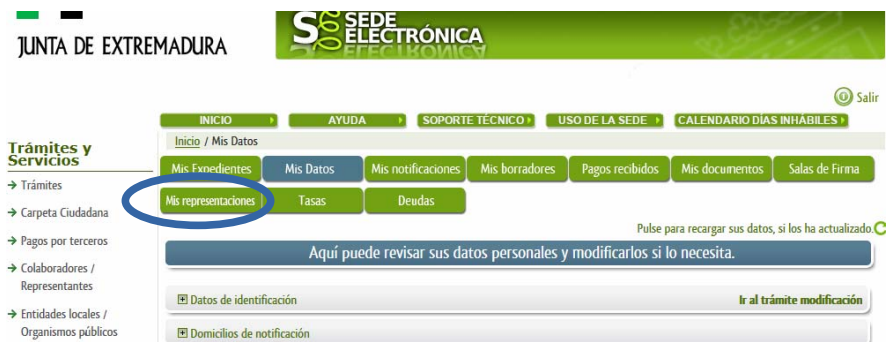 JUNTA DE EXTREMADURA
SEDE
ELECTRÓNICA
Salir
INICIO
AYUDA
SOPORTE TÉCNICO
USO DE LA SEDE
CALENDARIO DÍAS INHÁBILES
Inicio / Mis Datos
Trámites y
Servicios
Trámites
Carpeta Ciudadana
Pagos por terceros
Colaboradores /
Representantes
Entidades locales /
Organismos públicos
Mis Expedientes
Mis Datos
Mis notificaciones
Mis borradores
Pagos recibidos
Mis documentos
Salas de Firma
Mis representaciones
Tasas
Deudas
Pulse para recargar sus datos, si los ha actualizado.
Aquí puede revisar sus datos personales y modificarlos si lo necesita.
Datos de identificación
Ir al trámite modificación
Domicilios de notificación